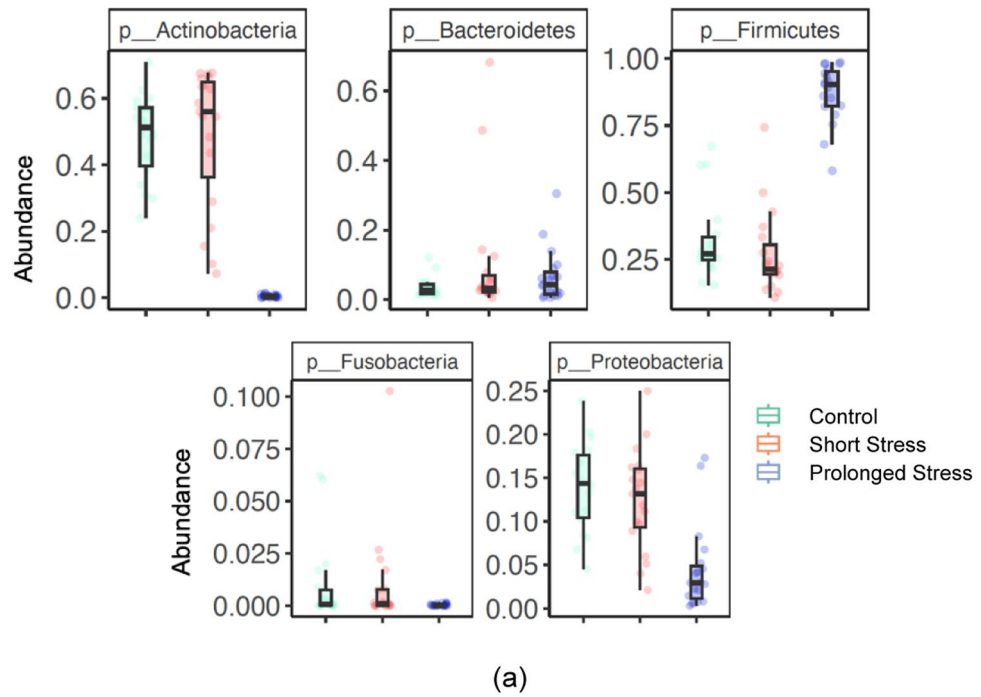 p__Actinobacteria
p__Bacteroidetes
p__Firmicutes
Abundance
0.6
0.4
0.2
0.0
0.6
0.4
0.2
0.0
1.00
0.75
0.50
0.25
p__Fusobacteria
p__Proteobacteria
Abundance
0.100
0.075
0.050
0.025
0.000
0.25
0.20
0.15
0.10
0.05
0.00
Control
Short Stress
Prolonged Stress
(a)